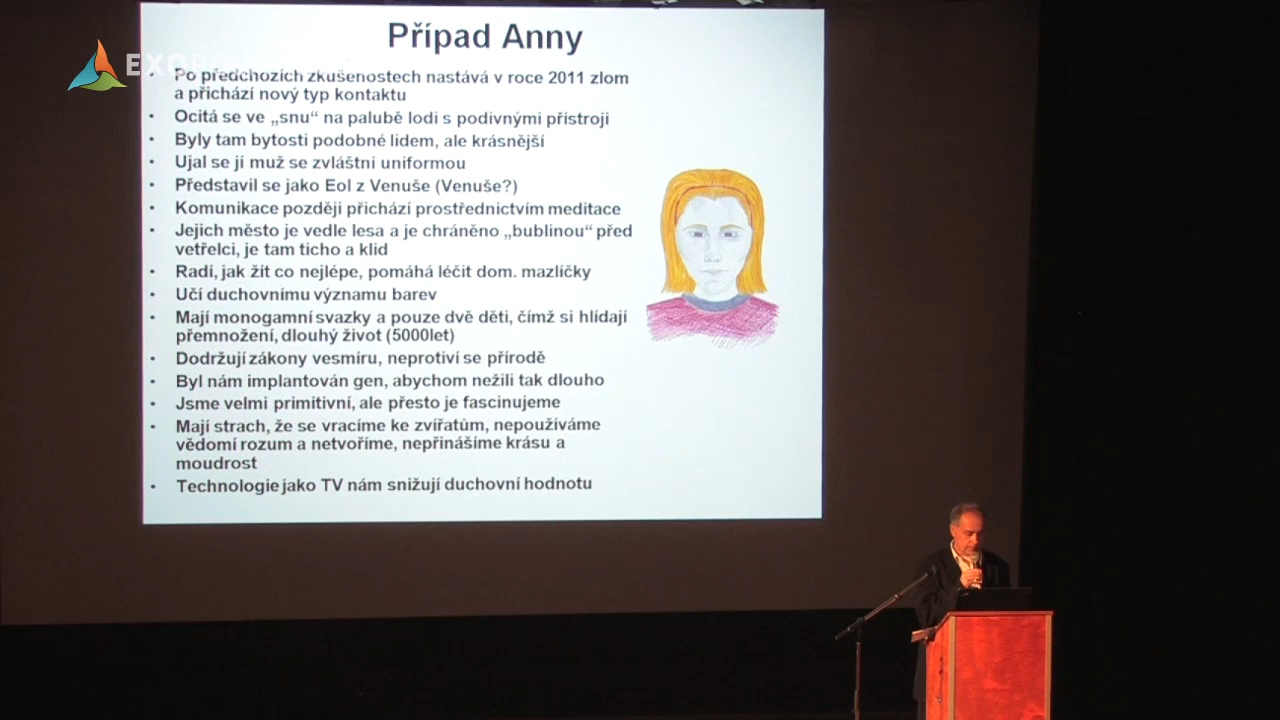 Případ Anny
EXO
• Po předchozích zkušenostech nastává v roce 2011 zlom
a přichází nový typ kontaktu
• Ocitá se ve „snu“ na palubě lodi s podivnými přístroji
• Byly tam bytosti podobné lidem, ale krásnější
• Ujal se jí muž se zvláštní uniformou
• Představil se jako Eol z Venuše (Venuše?)
• Komunikace později přichází prostřednictvím meditace
• Jejich město je vedle lesa a je chráněno „bublinou“ před
vetřelci, je tam ticho a klid
• Radí, jak žít co nejlépe, pomáhá léčit dom. mazlíčky
• Učí duchovnímu významu barev
• Mají monogamní svazky a pouze dvě děti, čímž si hlídají
přemnožení, dlouhý život (5000let)
• Dodržují zákony vesmíru, neprotiví se přírodě
• Byl nám implantován gen, abychom nežili tak dlouho
• Jsme velmi primitivní, ale přesto je fascinujeme
• Mají strach, že se vracíme ke zvířatům, nepoužíváme
vědomí rozum a netvoříme, nepřinášíme krásu a
moudrost
• Technologie jako TV nám snižují duchovní hodnotu